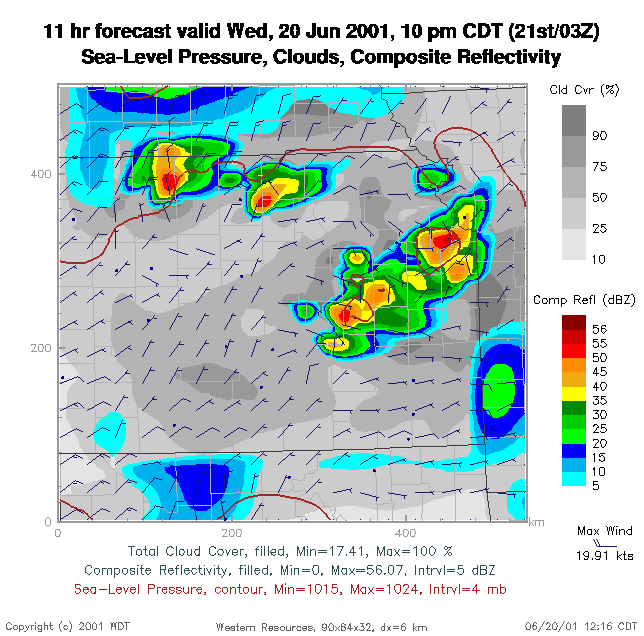 11 hr forecast valid Wed, 20 Jun 2001, 10 pm CDT (21st/03Z)
Sea-Level Pressure, Clouds, Composite Reflectivity
Cld Cvr (%)
90
75
50
25
10
Comp Refl (dBZ)
56
55
50
45
40
35
30
25
20
15
10
5
400
200
0
0 200 400 km
Max Wind
19.91 kts
Total Cloud Cover, filled, Min=17.41, Max=100 %
Composite Reflectivity, filled, Min=0, Max=56.07, Intrvl=5 dBZ
Sea-Level Pressure, contour, Min=1015, Max=1024, Intrvl=4 mb
Copyright (c) 2001 WDT Western Resources, 90x84x32, dx=6 km 06/20/01 12:16 CDT